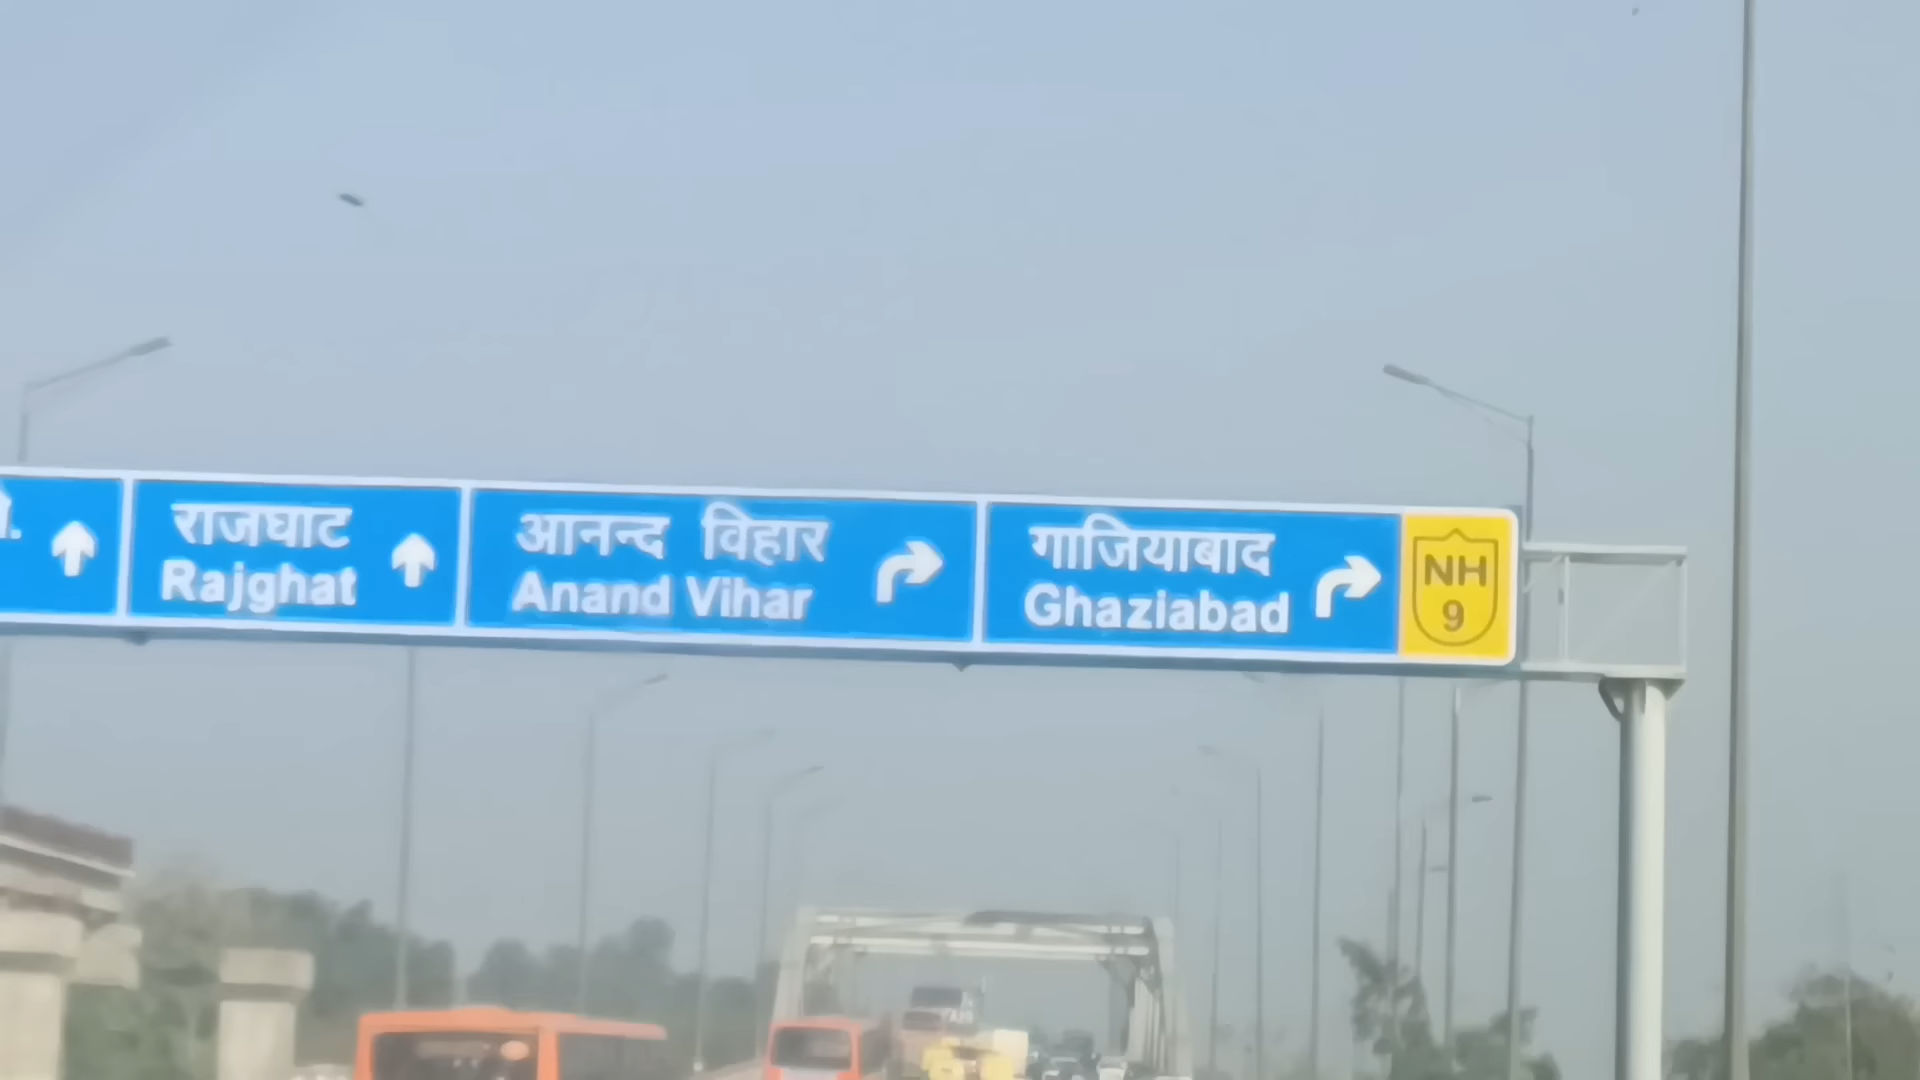 राजघाट
Rajghat
आनन्द विहार
Anand Vihar
गाजियाबाद
Ghaziabad
NH
9